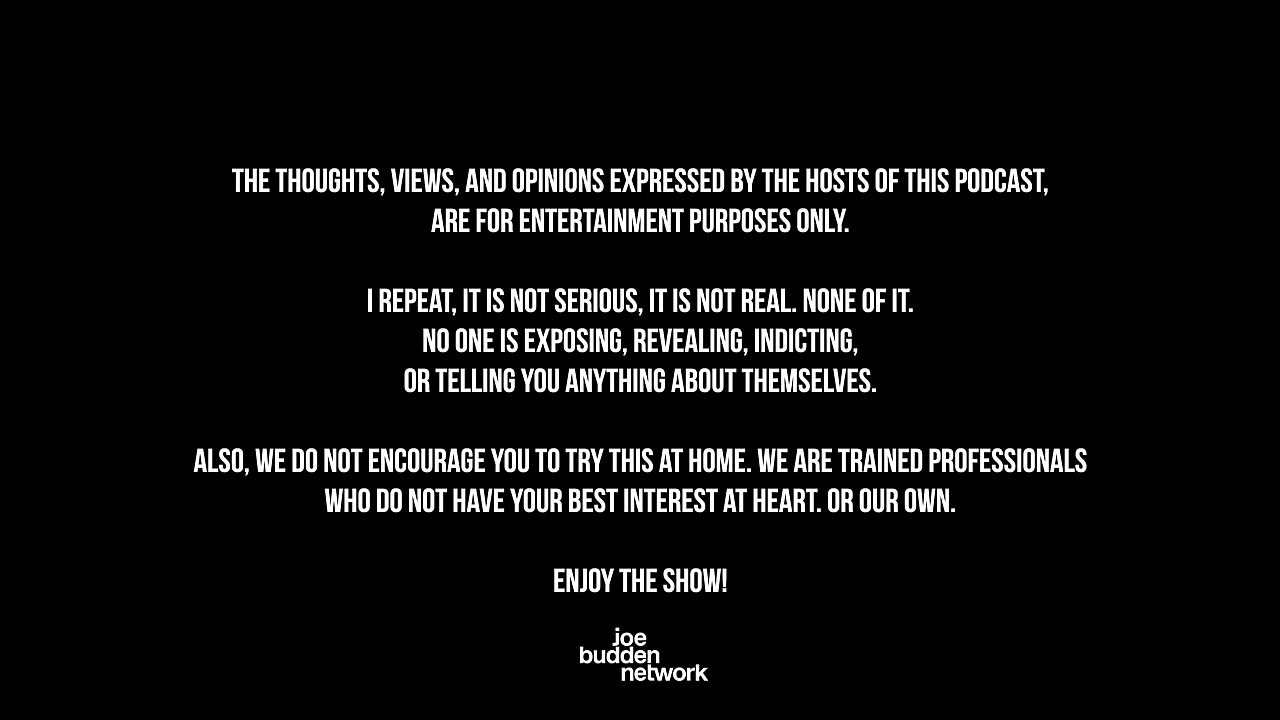 THE THOUGHTS, VIEWS, AND OPINIONS EXPRESSED BY THE HOSTS OF THIS PODCAST,
ARE FOR ENTERTAINMENT PURPOSES ONLY.
I REPEAT, IT IS NOT SERIOUS, IT IS NOT REAL. NONE OF IT.
NO ONE IS EXPOSING, REVEALING, INDICTING,
OR TELLING YOU ANYTHING ABOUT THEMSELVES.
ALSO, WE DO NOT ENCOURAGE YOU TO TRY THIS AT HOME. WE ARE TRAINED PROFESSIONALS
WHO DO NOT HAVE YOUR BEST INTEREST AT HEART. OR OUR OWN.
ENJOY THE SHOW!
joe
budden
network